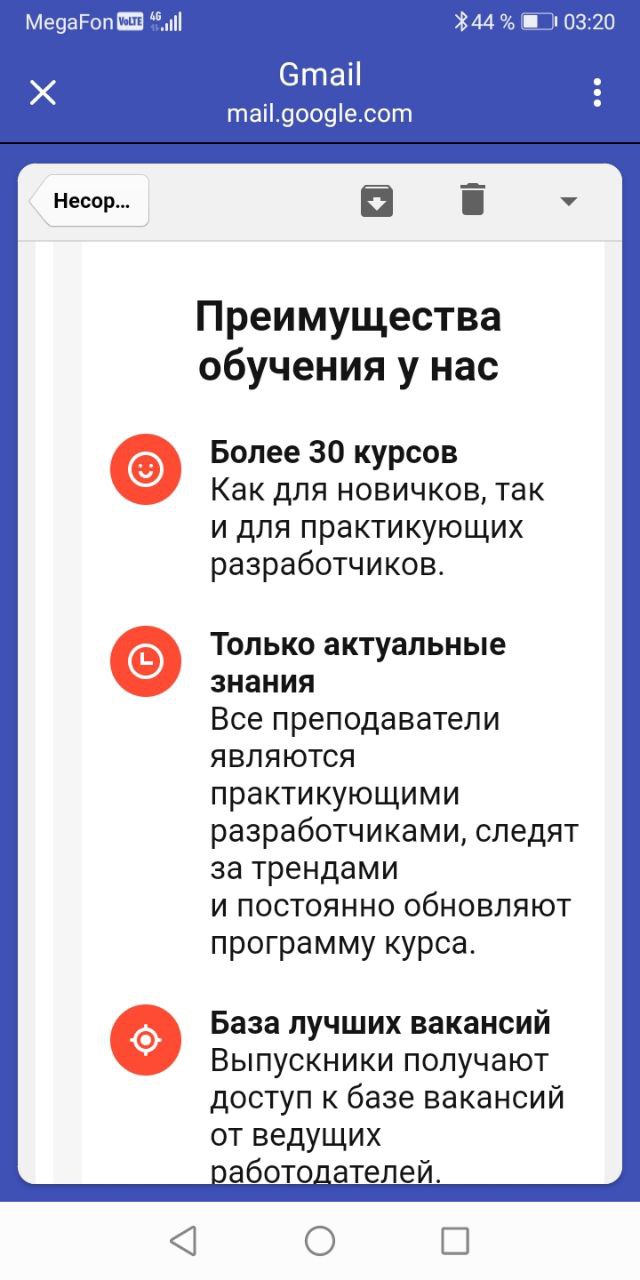 MegaFon VoLTE 4G 44 % 03:20
Gmail
mail.google.com
Несор...
Преимущества
обучения у нас
Более 30 курсов
Как для новичков, так
и для практикующих
разработчиков.
Только актуальные
знания
Все преподаватели
являются
практикующими
разработчиками, следят
за трендами
и постоянно обновляют
программу курса.
База лучших вакансий
Выпускники получают
доступ к базе вакансий
от ведущих
работодателей.